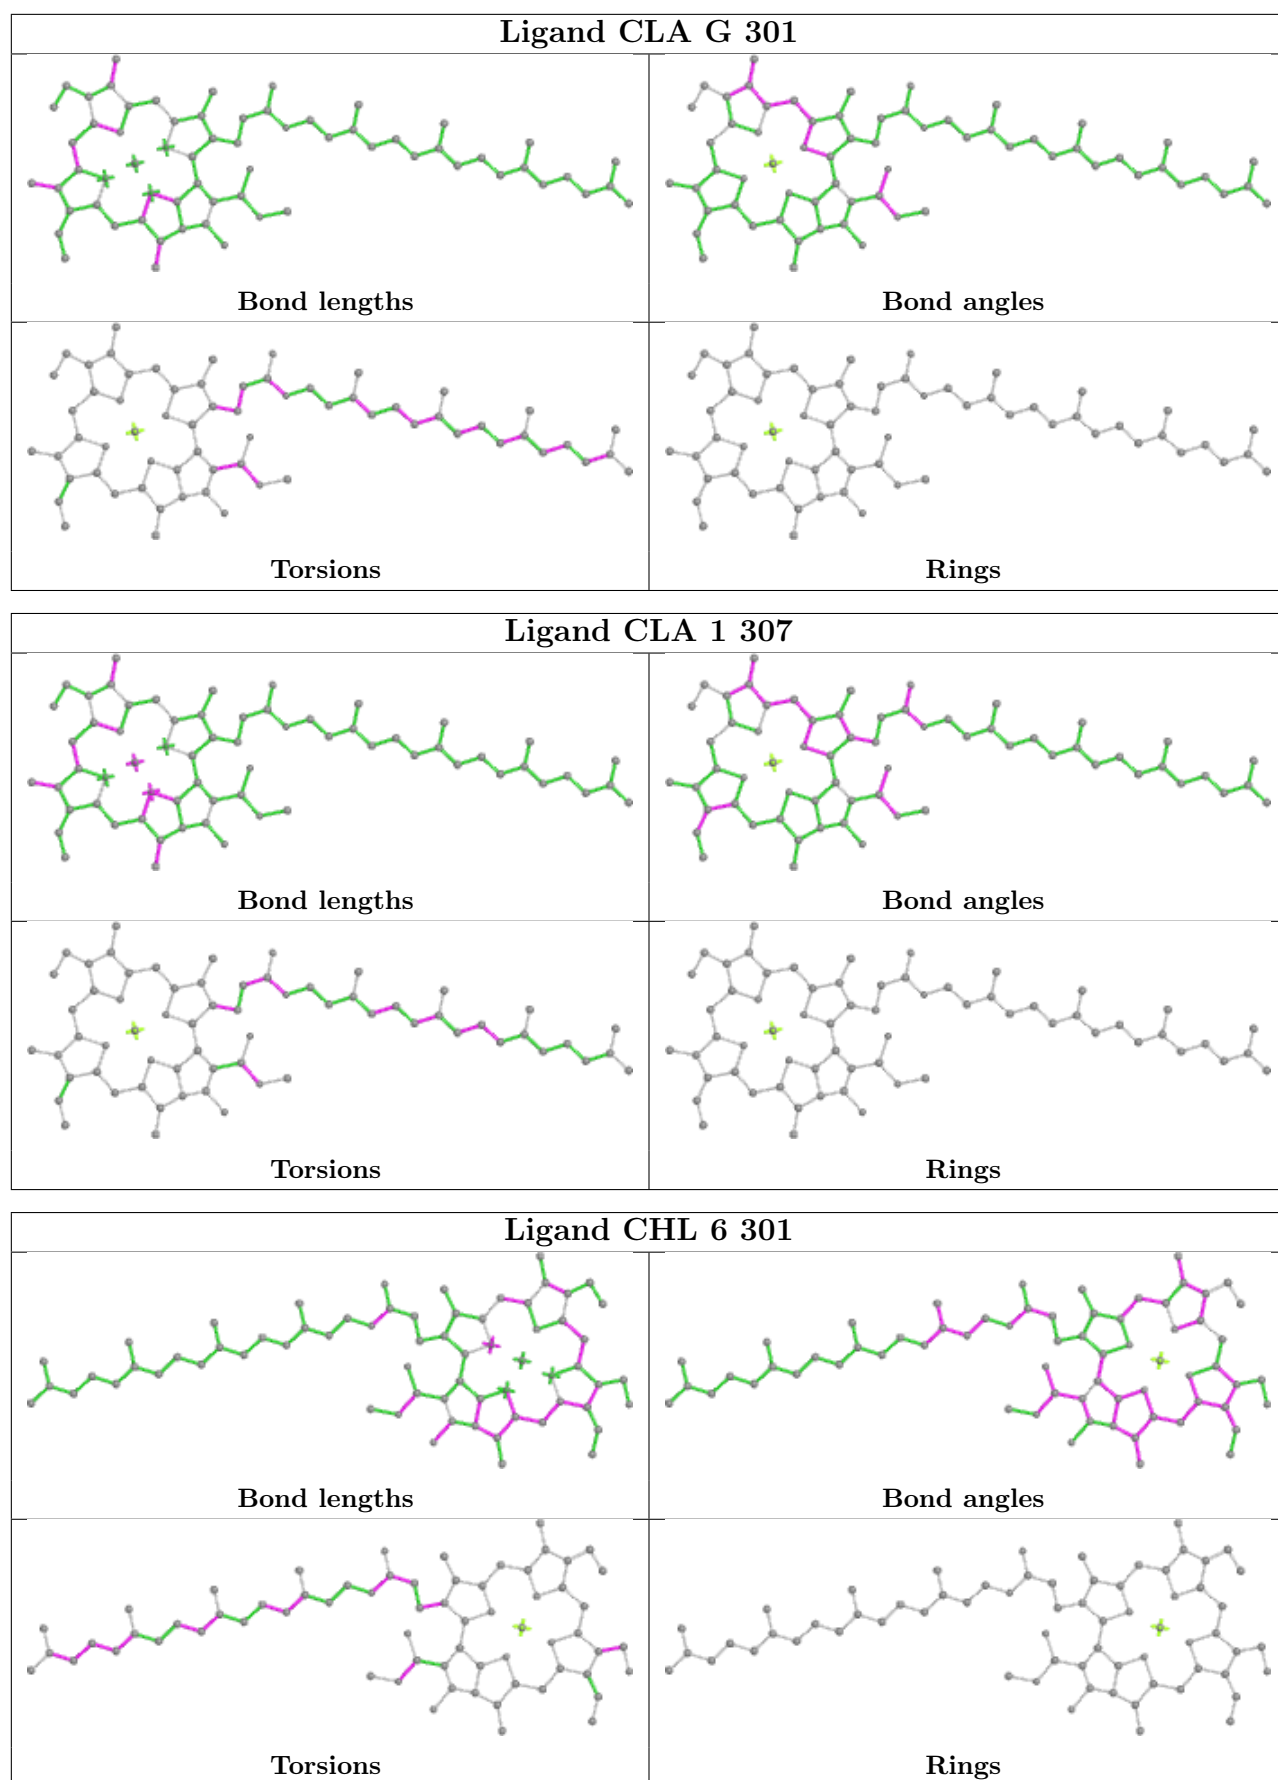 Ligand CLA G 301
Bond lengths
Bond angles
Torsions
Rings
Ligand CLA 1 307
Bond lengths
Bond angles
Torsions
Rings
Ligand CHL 6 301
Bond lengths
Bond angles
Torsions
Rings